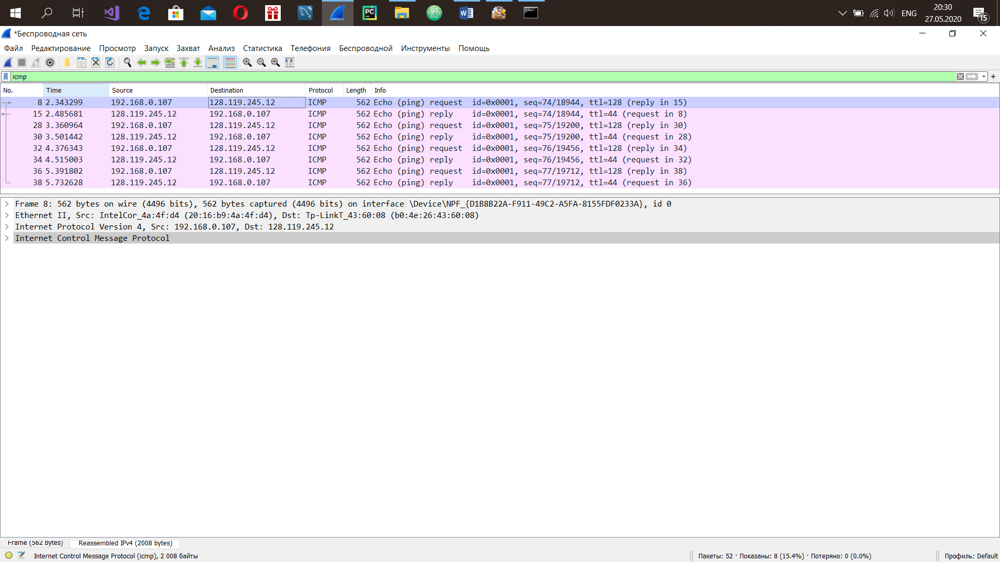 PC
W
ENG
20:30
27.05.2020
15
*Беспроводная сеть
Файл Редактирование Просмотр Запуск Захват Анализ Статистика Телефония Беспроводной Инструменты Помощь
icmp
No. Time Source Destination Protocol Length Info
8 2.343299 192.168.0.107 128.119.245.12 ICMP 562 Echo (ping) request id=0x0001, seq=74/18944, ttl=128 (reply in 15)
15 2.485681 128.119.245.12 192.168.0.107 ICMP 562 Echo (ping) reply id=0x0001, seq=74/18944, ttl=44 (request in 8)
28 3.360964 192.168.0.107 128.119.245.12 ICMP 562 Echo (ping) request id=0x0001, seq=75/19200, ttl=128 (reply in 30)
30 3.501442 128.119.245.12 192.168.0.107 ICMP 562 Echo (ping) reply id=0x0001, seq=75/19200, ttl=44 (request in 28)
32 4.376343 192.168.0.107 128.119.245.12 ICMP 562 Echo (ping) request id=0x0001, seq=76/19456, ttl=128 (reply in 34)
34 4.515003 128.119.245.12 192.168.0.107 ICMP 562 Echo (ping) reply id=0x0001, seq=76/19456, ttl=44 (request in 32)
36 5.391802 192.168.0.107 128.119.245.12 ICMP 562 Echo (ping) request id=0x0001, seq=77/19712, ttl=128 (reply in 38)
38 5.732628 128.119.245.12 192.168.0.107 ICMP 562 Echo (ping) reply id=0x0001, seq=77/19712, ttl=44 (request in 36)
Frame 8: 562 bytes on wire (4496 bits), 562 bytes captured (4496 bits) on interface \Device\NPF_{D1B8B22A-F911-49C2-A5FA-8155FDF0233A}, id 0
Ethernet II, Src: IntelCor_4a:4f:d4 (20:16:b9:4a:4f:d4), Dst: Tp-LinkT_43:60:08 (b0:4e:26:43:60:08)
Internet Protocol Version 4, Src: 192.168.0.107, Dst: 128.119.245.12
Internet Control Message Protocol
Frame (562 bytes) Reassembled IPv4 (2008 bytes)
Internet Control Message Protocol (icmp), 2 008 байты Пакеты: 52 · Показаны: 8 (15.4%) · Потеряно: 0 (0.0%) Профиль: Default